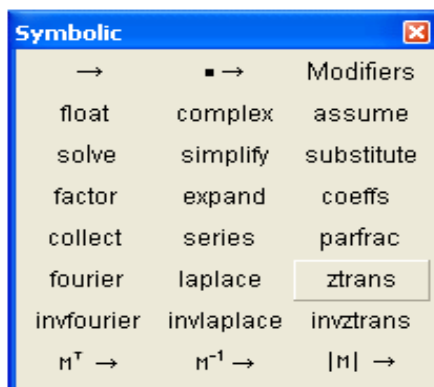 Symbolic
→ ▪ → Modifiers
float complex assume
solve simplify substitute
factor expand coeffs
collect series parfrac
fourier laplace ztrans
invfourier invlaplace invztrans
Mᵀ → M⁻¹ → |M| →